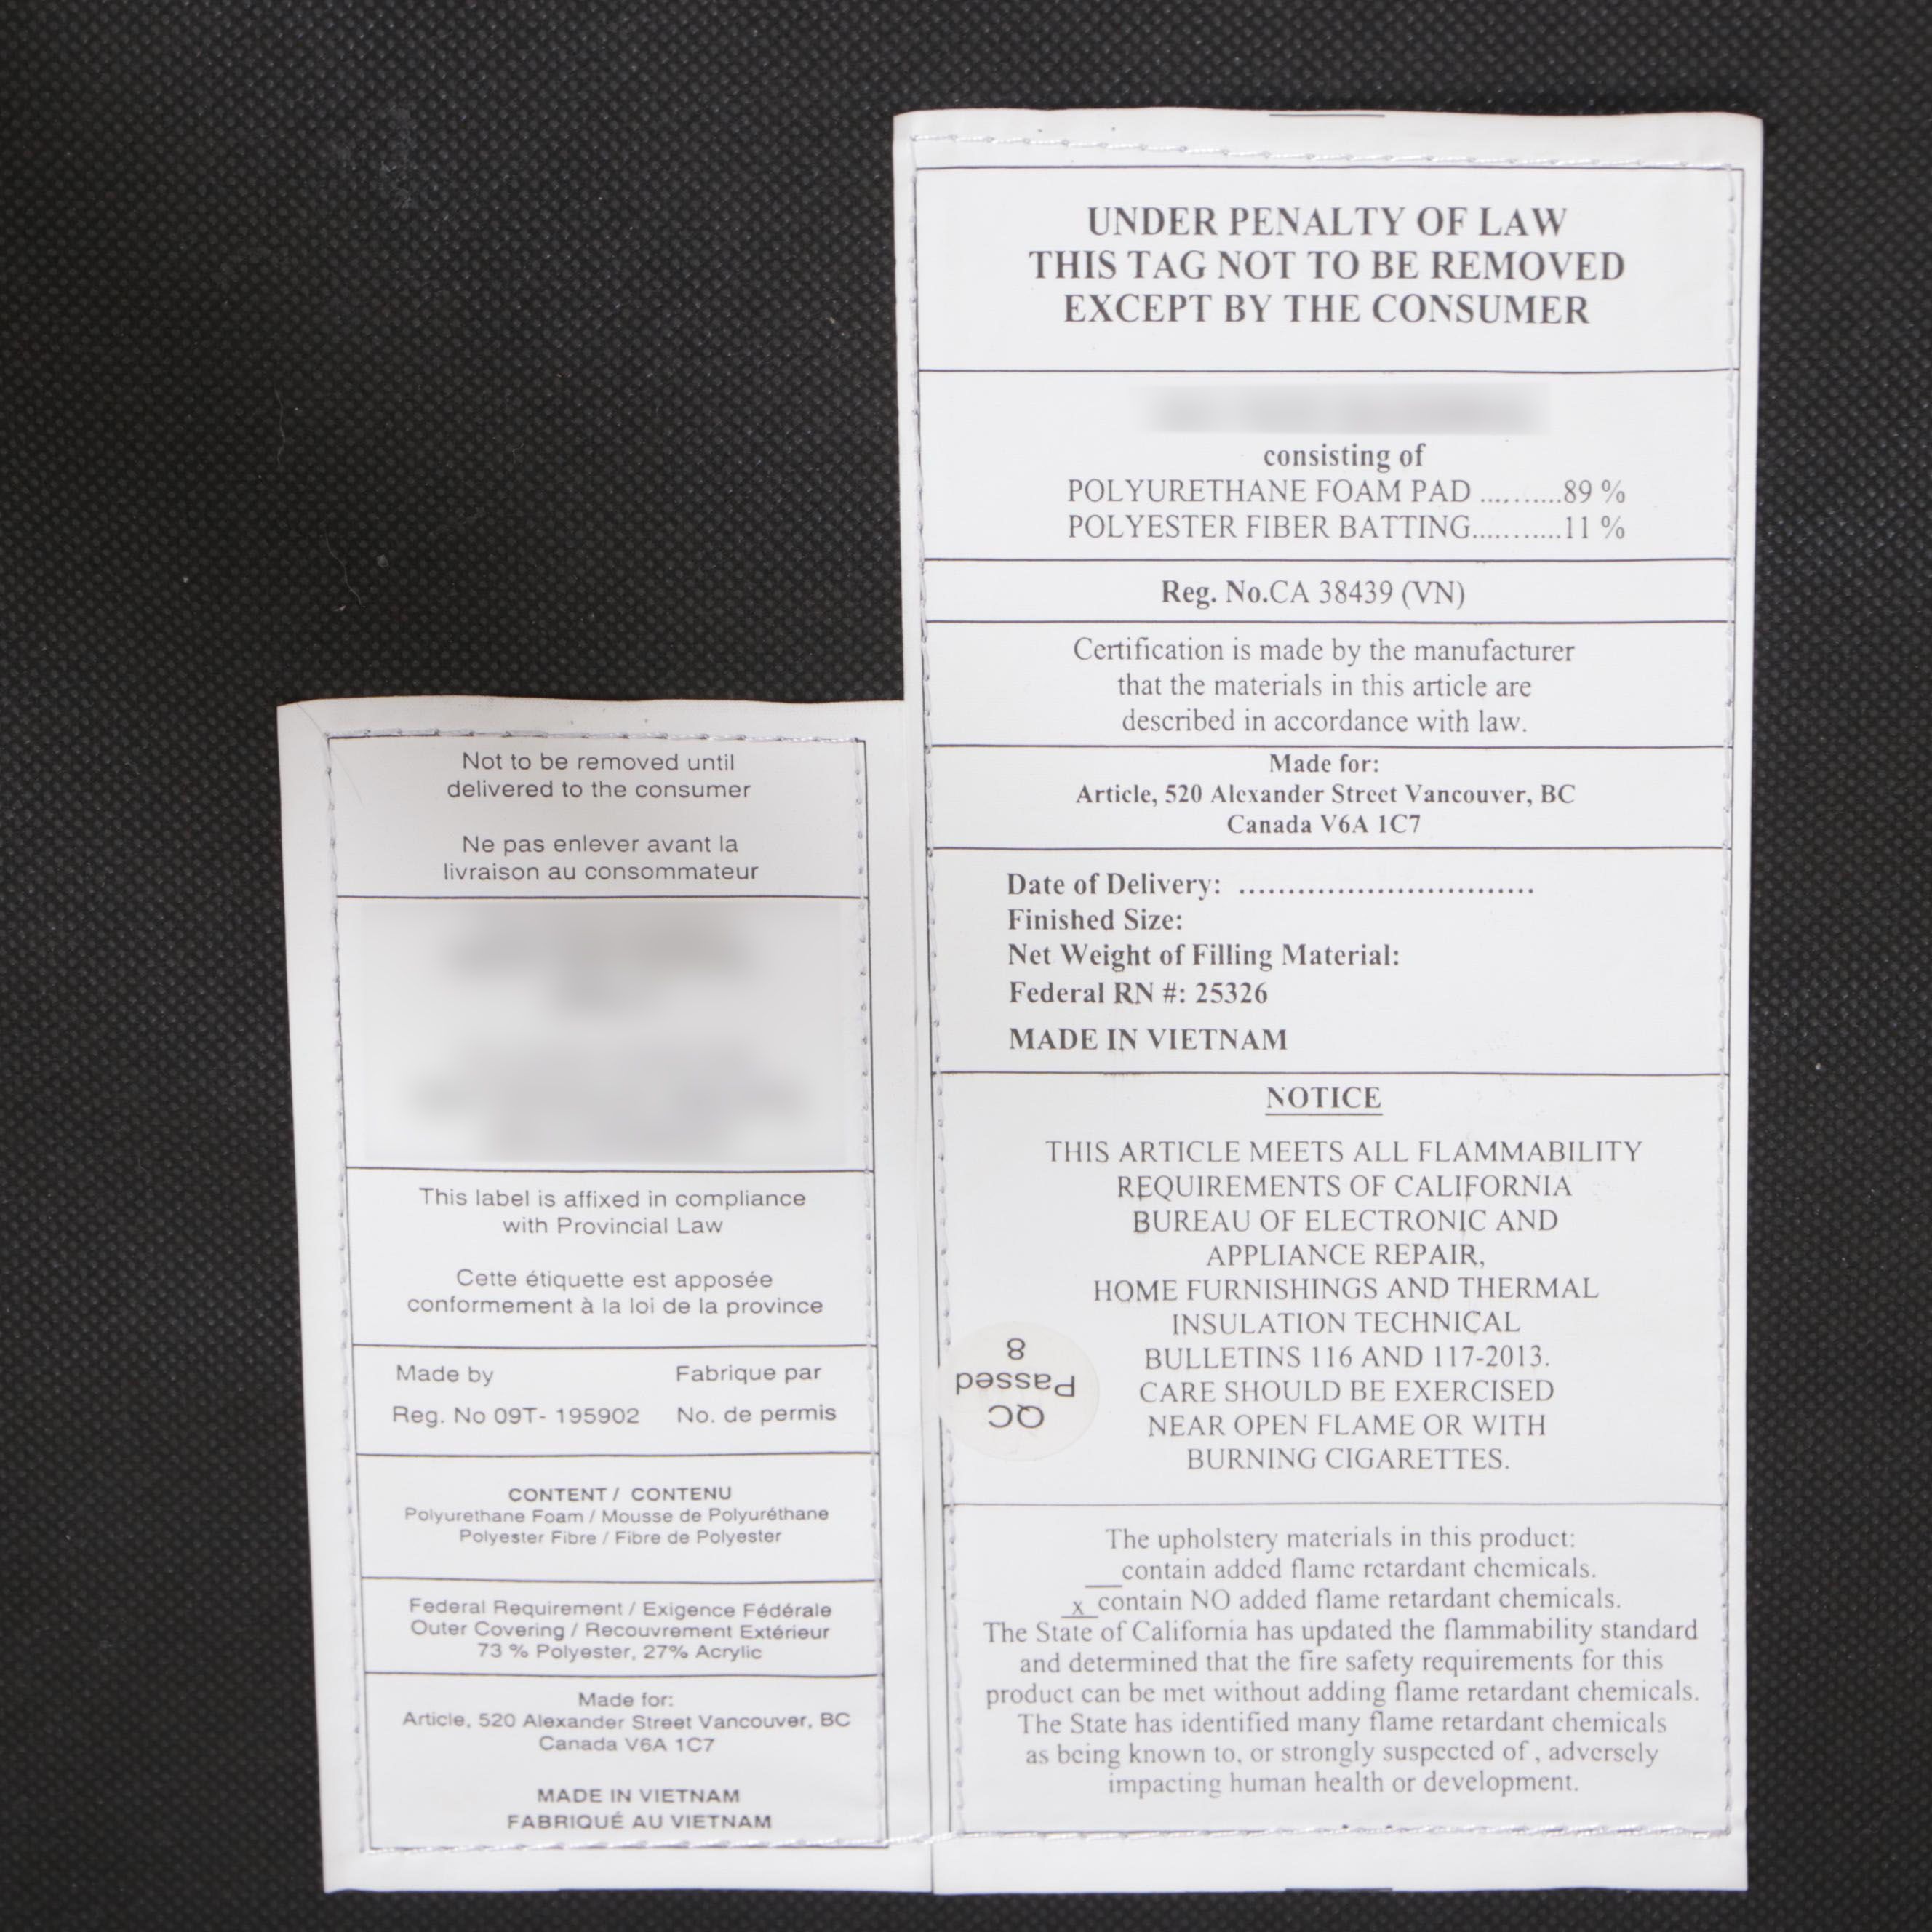 Not to be removed until
delivered to the consumer
Ne pas enlever avant la
livraison au consommateur
This label is affixed in compliance
with Provincial Law
Cette étiquette est apposée
conformement à la loi de la province
Made by Fabrique par
Reg. No 09T- 195902 No. de permis
CONTENT / CONTENU
Polyurethane Foam / Mousse de Polyuréthane
Polyester Fibre / Fibre de Polyester
Federal Requirement / Exigence Fédérale
Outer Covering / Recouvrement Extérieur
73 % Polyester, 27% Acrylic
Made for:
Article, 520 Alexander Street Vancouver, BC
Canada V6A 1C7
MADE IN VIETNAM
FABRIQUÉ AU VIETNAM
UNDER PENALTY OF LAW
THIS TAG NOT TO BE REMOVED
EXCEPT BY THE CONSUMER
consisting of
POLYURETHANE FOAM PAD ..........89 %
POLYESTER FIBER BATTING...........11 %
Reg. No.CA 38439 (VN)
Certification is made by the manufacturer
that the materials in this article are
described in accordance with law.
Made for:
Article, 520 Alexander Street Vancouver, BC
Canada V6A 1C7
Date of Delivery: ..............................
Finished Size:
Net Weight of Filling Material:
Federal RN #: 25326
MADE IN VIETNAM
NOTICE
THIS ARTICLE MEETS ALL FLAMMABILITY
REQUIREMENTS OF CALIFORNIA
BUREAU OF ELECTRONIC AND
APPLIANCE REPAIR,
HOME FURNISHINGS AND THERMAL
INSULATION TECHNICAL
BULLETINS 116 AND 117-2013.
CARE SHOULD BE EXERCISED
NEAR OPEN FLAME OR WITH
BURNING CIGARETTES.
QC
Passed
8
The upholstery materials in this product:
___contain added flame retardant chemicals.
_x_contain NO added flame retardant chemicals.
The State of California has updated the flammability standard
and determined that the fire safety requirements for this
product can be met without adding flame retardant chemicals.
The State has identified many flame retardant chemicals
as being known to, or strongly suspected of , adversely
impacting human health or development.